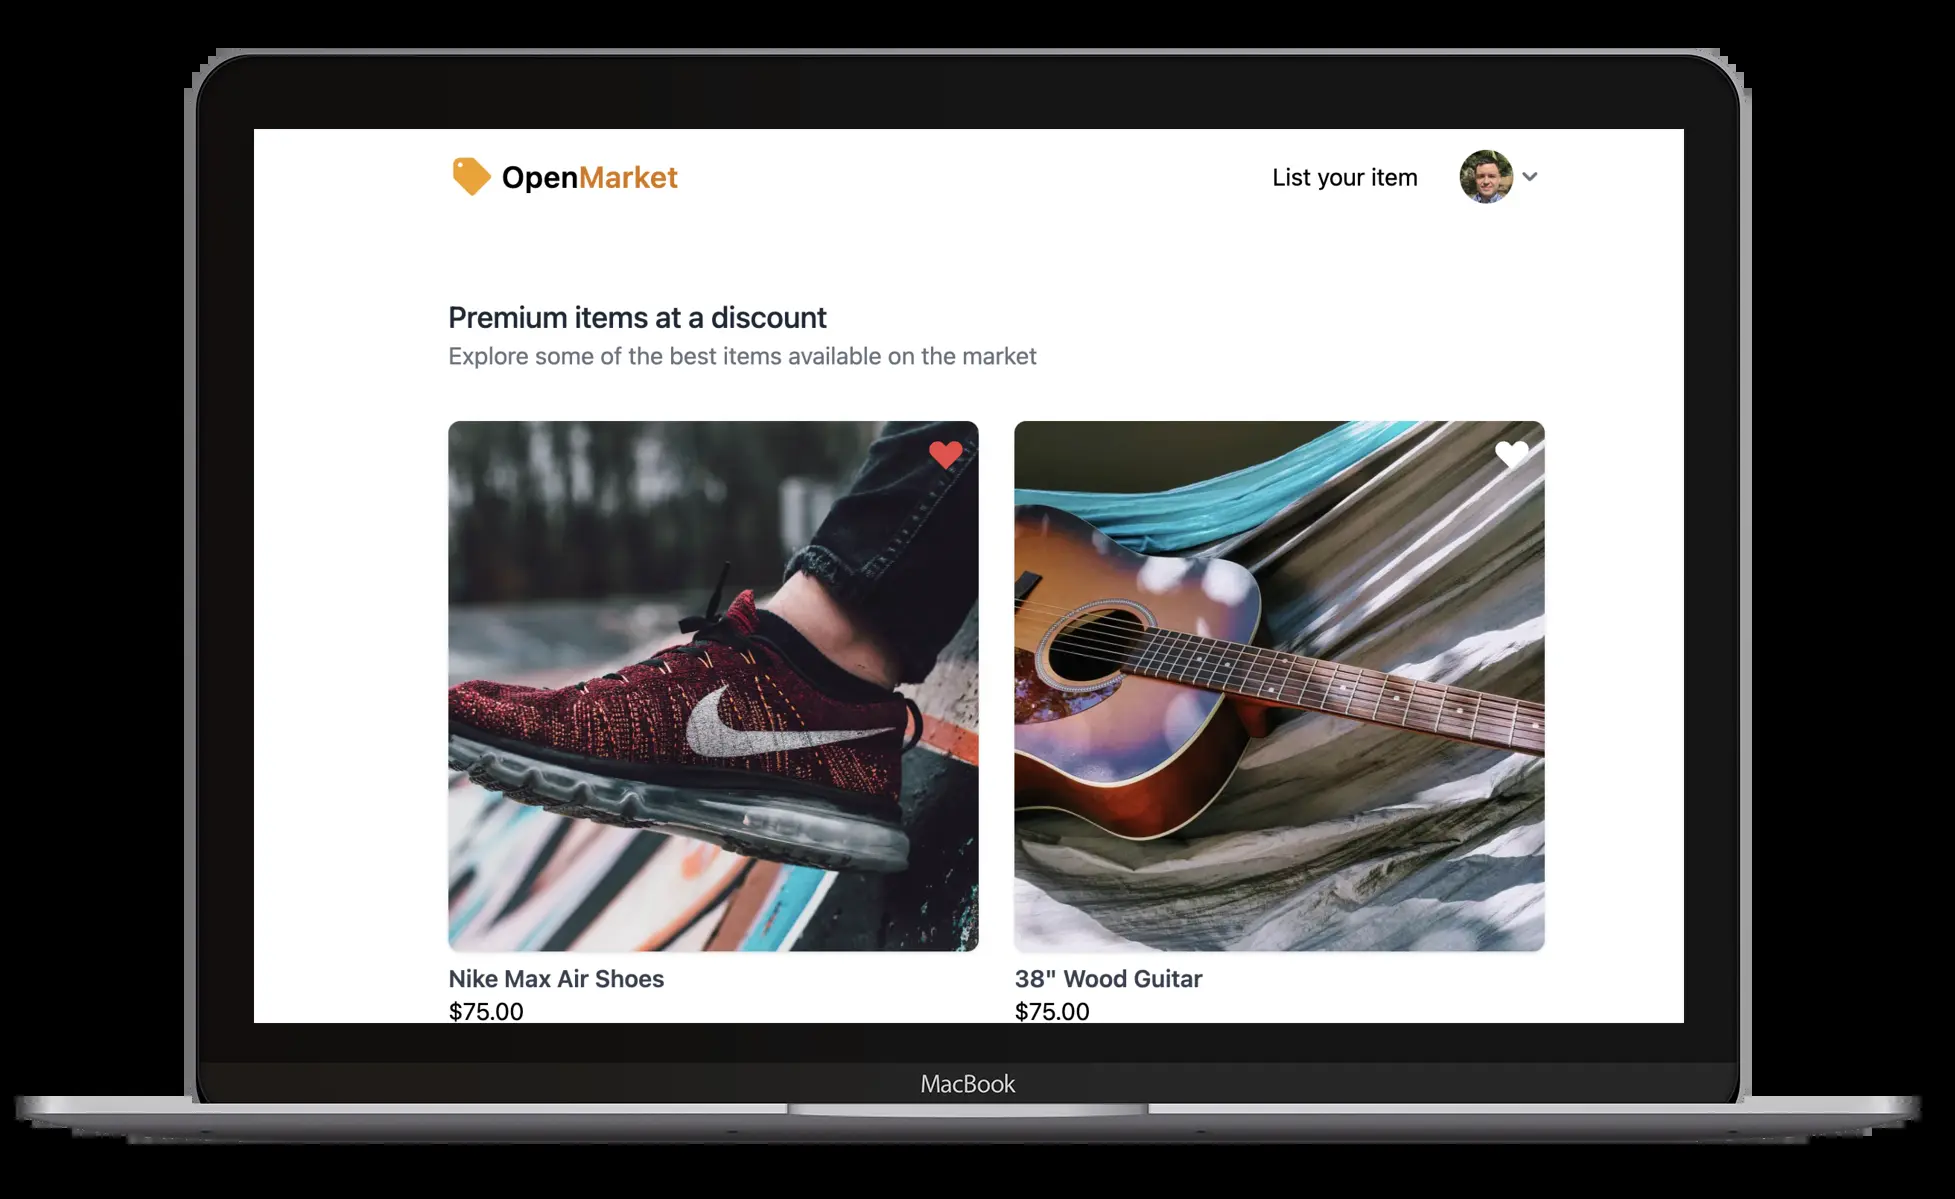 OpenMarket
List your item
Premium items at a discount
Explore some of the best items available on the market
Nike Max Air Shoes
$75.00
38" Wood Guitar
$75.00
MacBook